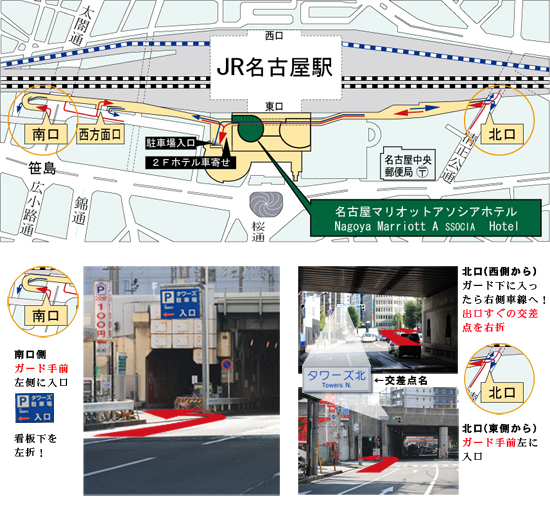 太閤通
西口
JR名古屋駅
東口
南口
西方面口
駐車場入口
2Fホテル車寄せ
北口
清正公通
名古屋中央
郵便局 〒
笹島
広小路通
錦通
桜通
名古屋マリオットアソシアホテル
Nagoya Marriott A SSOCIA Hotel
南口
南口側
ガード手前
左側に入口
P タワーズ
駐車場
入口
看板下を
左折！
P
100円
P タワーズ
駐車場
入口
タワーズ北
Towers N.
←交差点名
北口(西側から)
ガード下に入っ
たら右側車線へ！
出口すぐの交差
点を右折
北口
北口(東側から)
ガード手前左に
入口